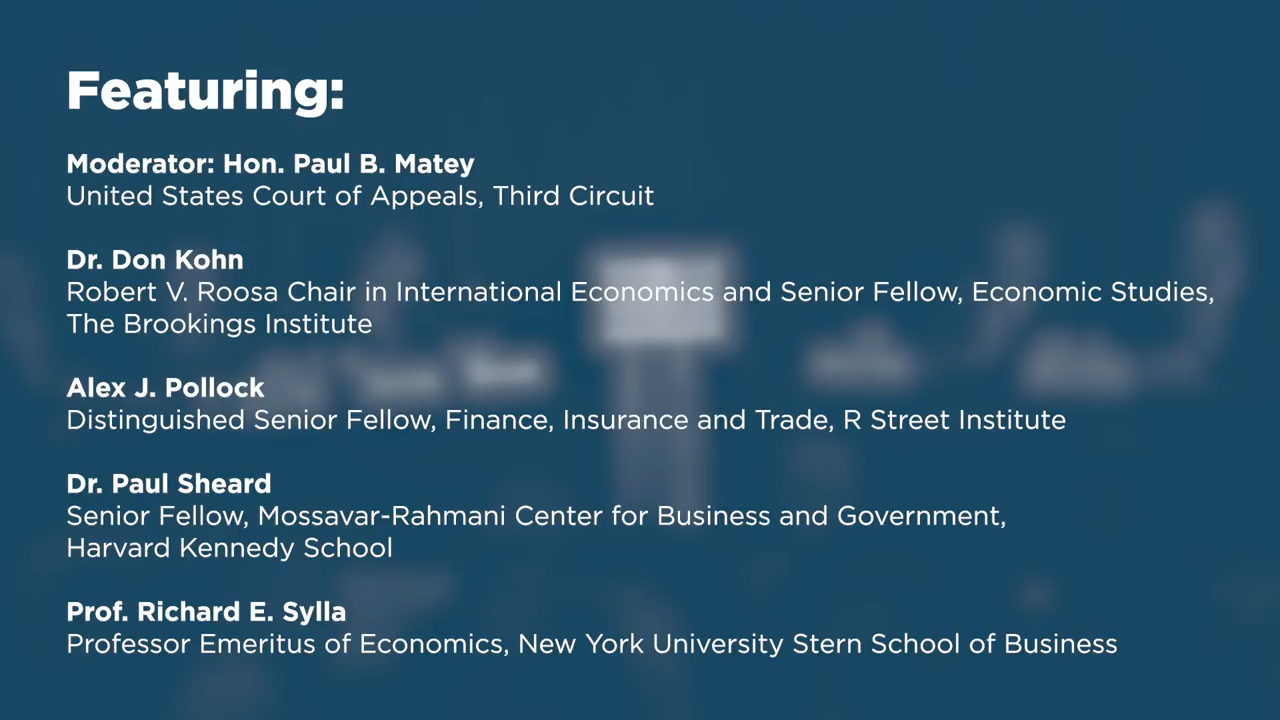 Featuring:
Moderator: Hon. Paul B. Matey
United States Court of Appeals, Third Circuit
Dr. Don Kohn
Robert V. Roosa Chair in International Economics and Senior Fellow, Economic Studies,
The Brookings Institute
Alex J. Pollock
Distinguished Senior Fellow, Finance, Insurance and Trade, R Street Institute
Dr. Paul Sheard
Senior Fellow, Mossavar-Rahmani Center for Business and Government,
Harvard Kennedy School
Prof. Richard E. Sylla
Professor Emeritus of Economics, New York University Stern School of Business